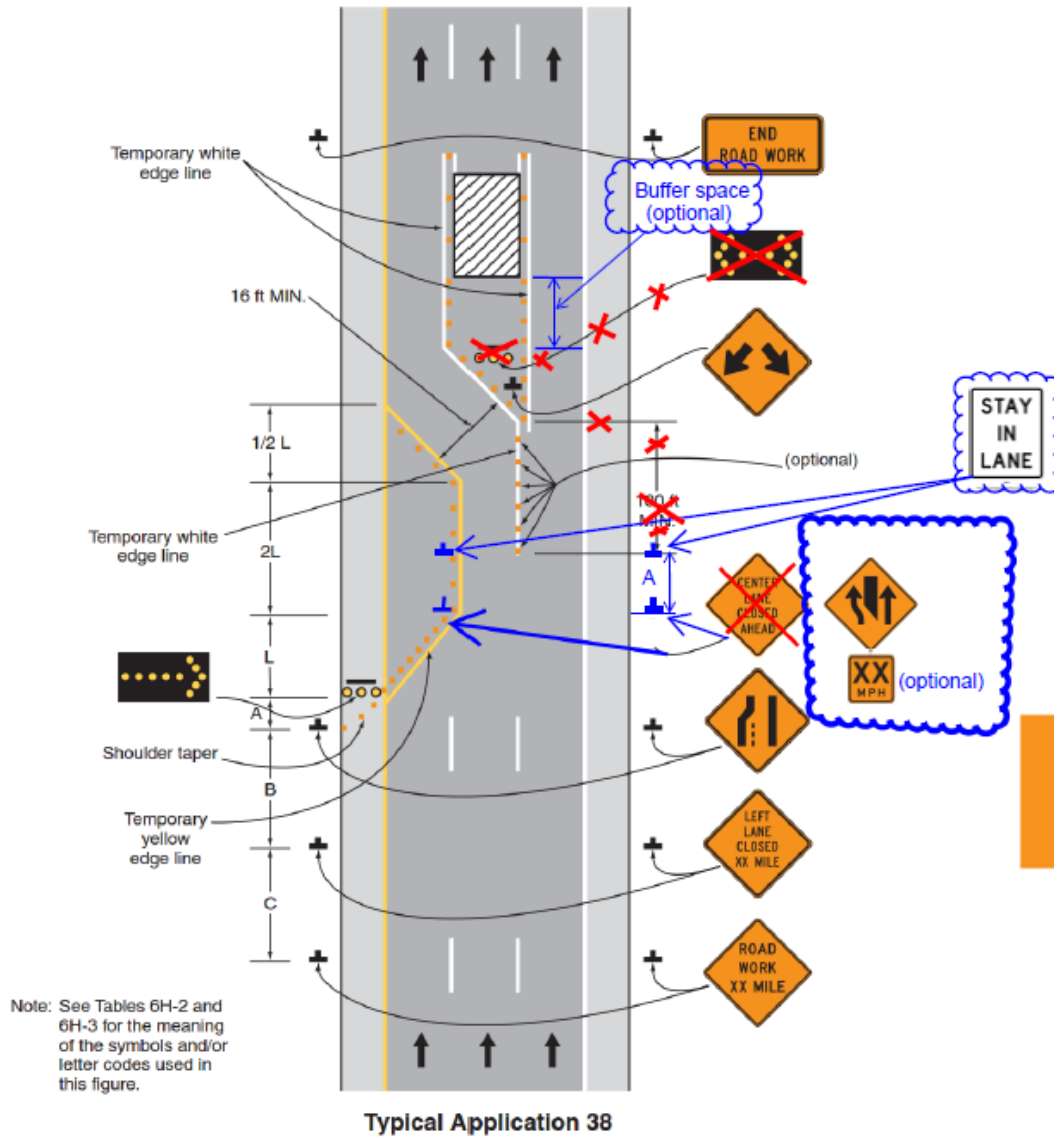 END
ROAD WORK
Temporary white
edge line
Buffer space
(optional)
16 ft MIN.
STAY
IN
LANE
1/2 L
(optional)
Temporary white
edge line
2L
100 ft
MIN.
A
CENTER
LANE
CLOSED
AHEAD
XX
MPH
(optional)
L
A
Shoulder taper
B
Temporary
yellow
edge line
LEFT
LANE
CLOSED
XX MILE
C
ROAD
WORK
XX MILE
Note: See Tables 6H-2 and
6H-3 for the meaning
of the symbols and/or
letter codes used in
this figure.
Typical Application 38